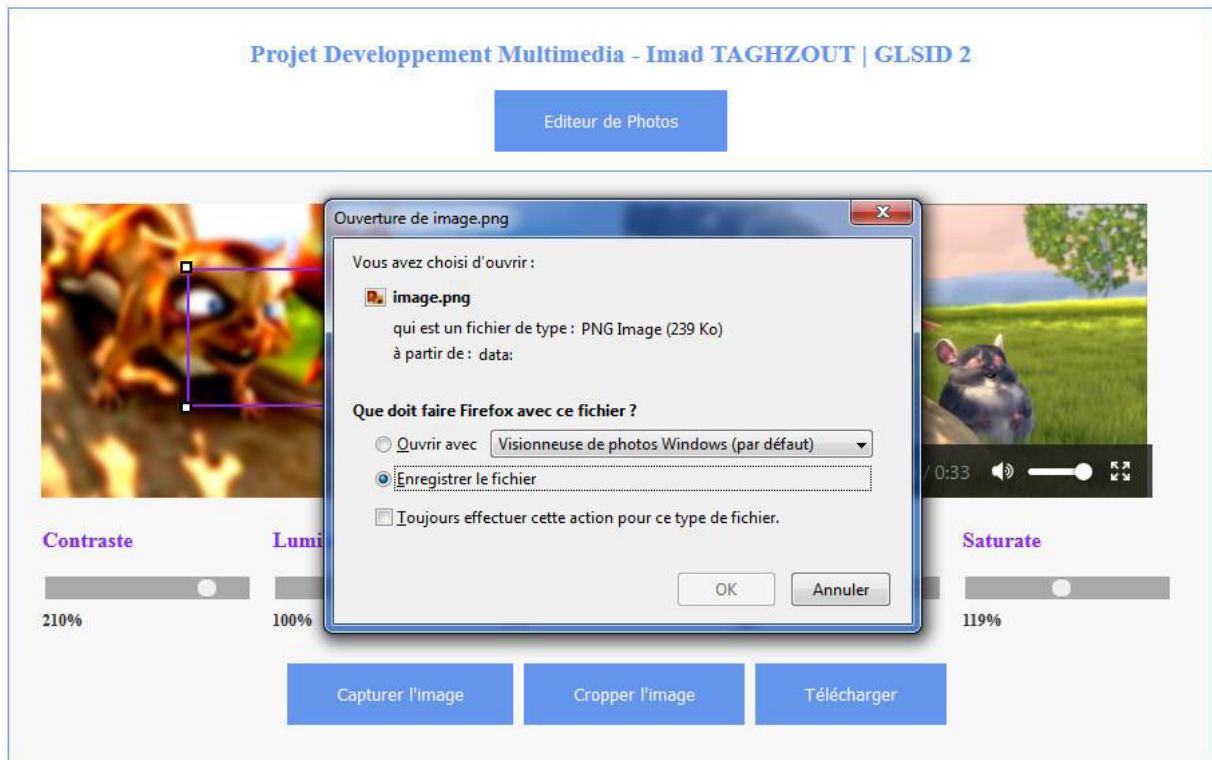 Projet Developpement Multimedia - Imad TAGHZOUT | GLSID 2
Editeur de Photos
Ouverture de image.png
Vous avez choisi d'ouvrir :
image.png
qui est un fichier de type : PNG Image (239 Ko)
à partir de : data:
Que doit faire Firefox avec ce fichier ?
Ouvrir avec Visionneuse de photos Windows (par défaut)
Enregistrer le fichier
/ 0:33
Toujours effectuer cette action pour ce type de fichier.
Contraste Lumi Saturate
OK Annuler
210% 100% 119%
Capturer l'image Cropper l'image Télécharger